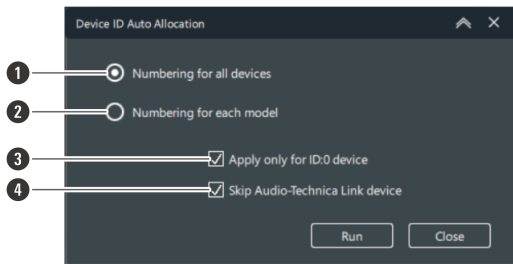 Device ID Auto Allocation
1
Numbering for all devices
2
Numbering for each model
3
Apply only for ID:0 device
4
Skip Audio-Technica Link device
Run
Close